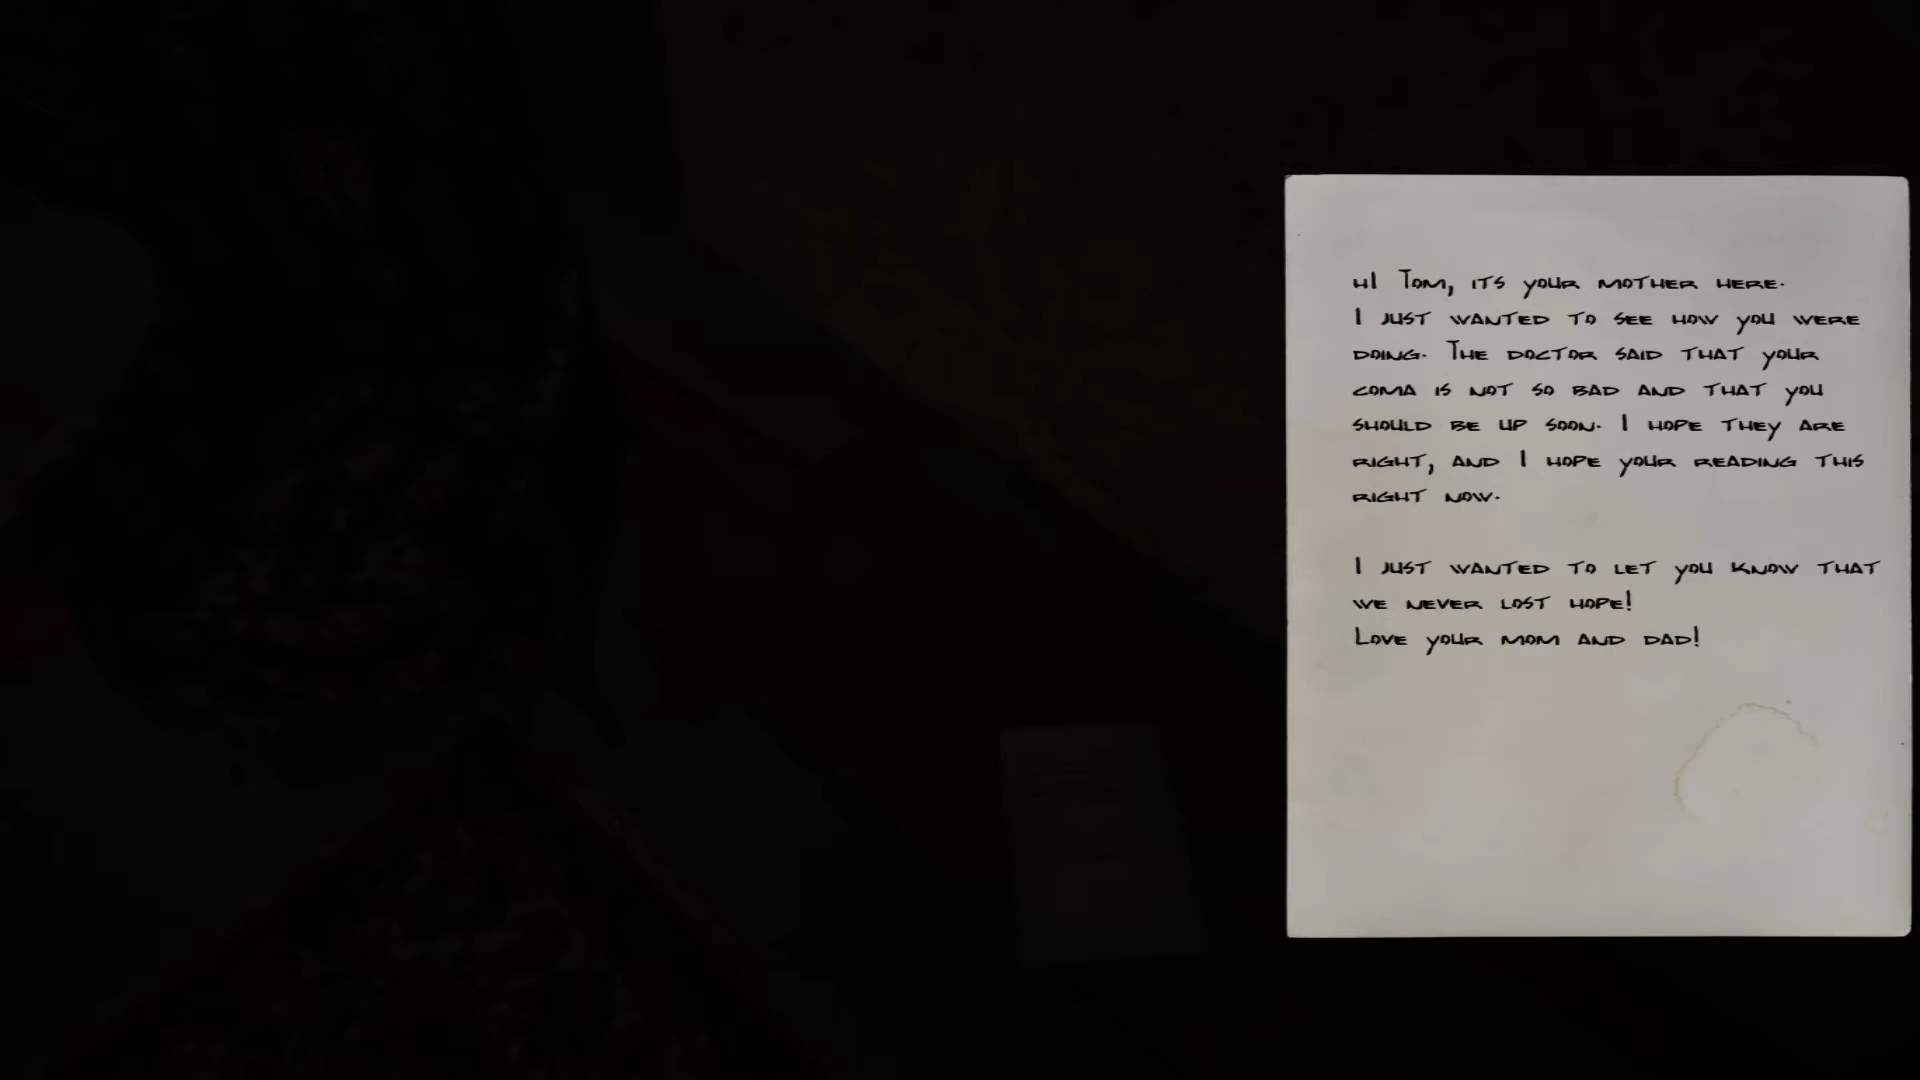 HI Tom, ITS YOUR MOTHER HERE.
I JUST WANTED TO SEE HOW YOU WERE
DOING. THE DOCTOR SAID THAT YOUR
COMA IS NOT SO BAD AND THAT YOU
SHOULD BE UP SOON. I HOPE THEY ARE
RIGHT, AND I HOPE YOUR READING THIS
RIGHT NOW.
I JUST WANTED TO LET YOU KNOW THAT
WE NEVER LOST HOPE!
LOVE YOUR MOM AND DAD!